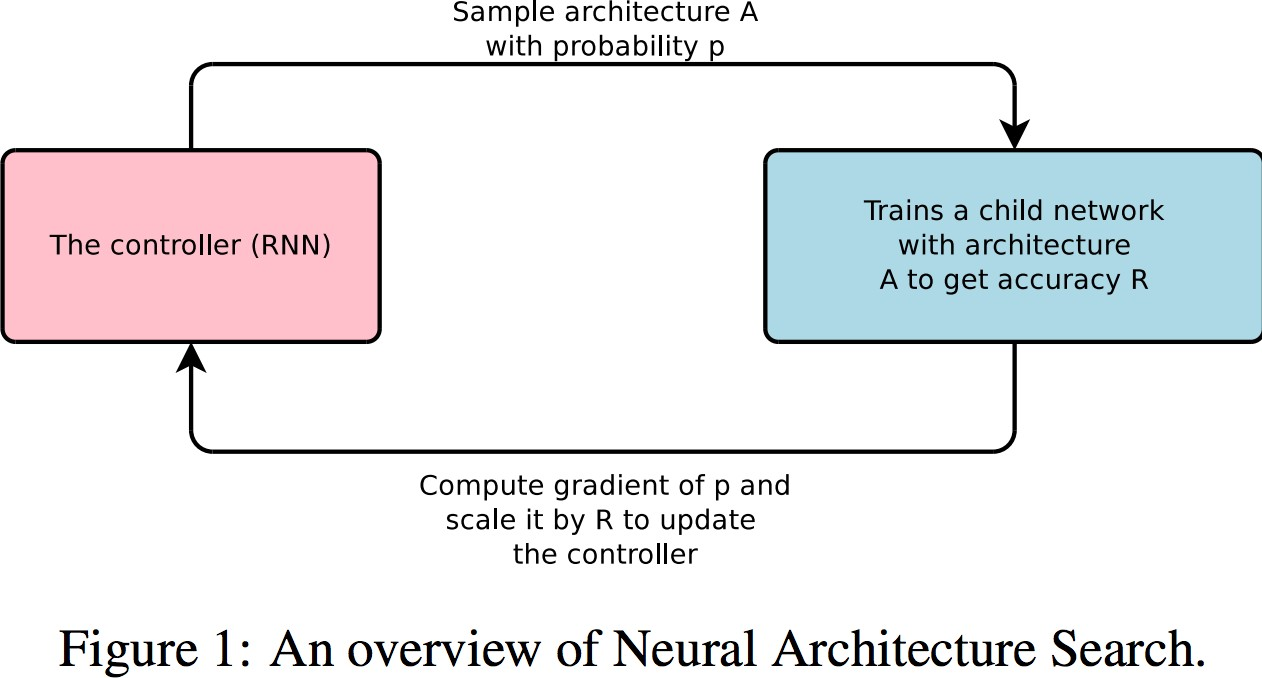 Sample architecture A
with probability p
The controller (RNN)
Trains a child network
with architecture
A to get accuracy R
Compute gradient of p and
scale it by R to update
the controller
Figure 1: An overview of Neural Architecture Search.